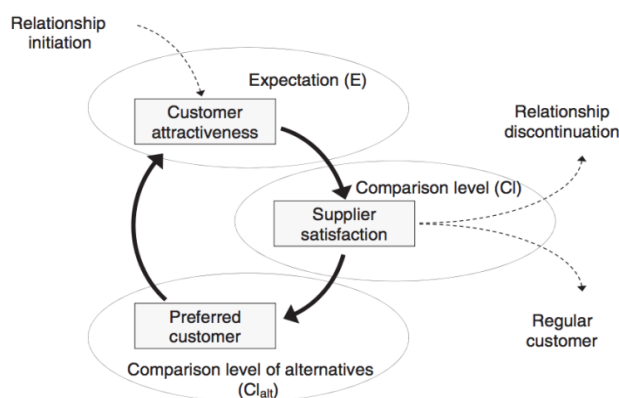 Relationship
initiation
Expectation (E)
Customer
attractiveness
Relationship
discontinuation
Comparison level (Cl)
Supplier
satisfaction
Preferred
customer
Regular
customer
Comparison level of alternatives
(Cl_alt)